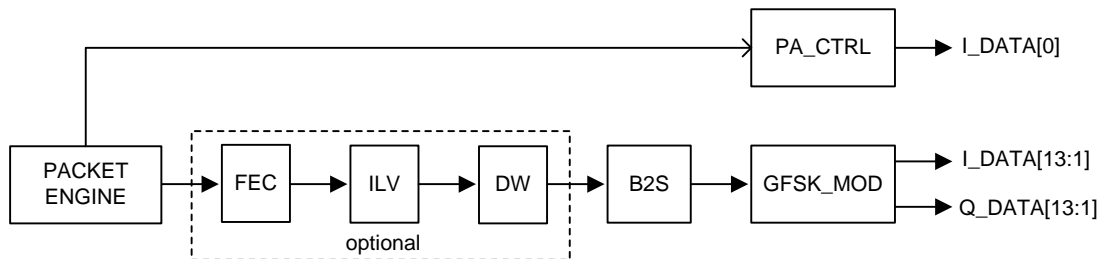 PA_CTRL
I_DATA[0]
PACKET
ENGINE
FEC
ILV
DW
B2S
GFSK_MOD
I_DATA[13:1]
Q_DATA[13:1]
optional